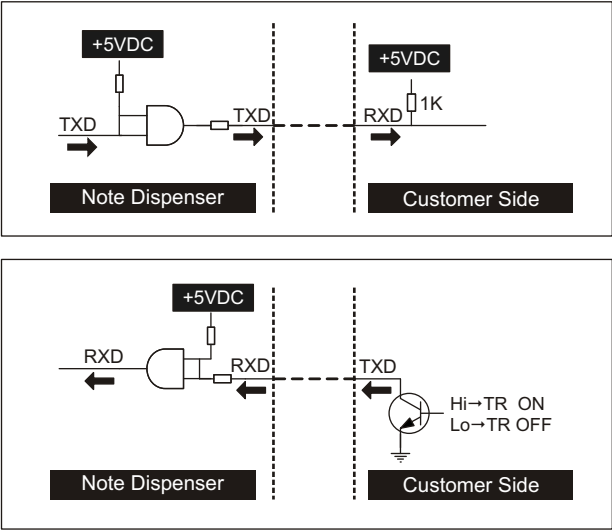 +5VDC
+5VDC
1K
TXD
TXD
RXD
Note Dispenser
Customer Side
+5VDC
RXD
RXD
TXD
Hi→TR ON
Lo→TR OFF
Note Dispenser
Customer Side